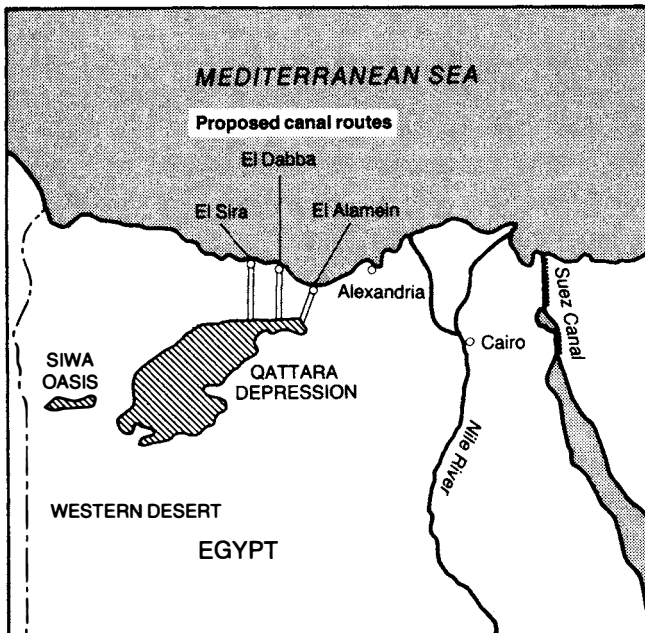 MEDITERRANEAN SEA
Proposed canal routes
El Dabba
El Sira
El Alamein
Alexandria
Suez Canal
Cairo
SIWA
OASIS
QATTARA
DEPRESSION
Nile River
WESTERN DESERT
EGYPT